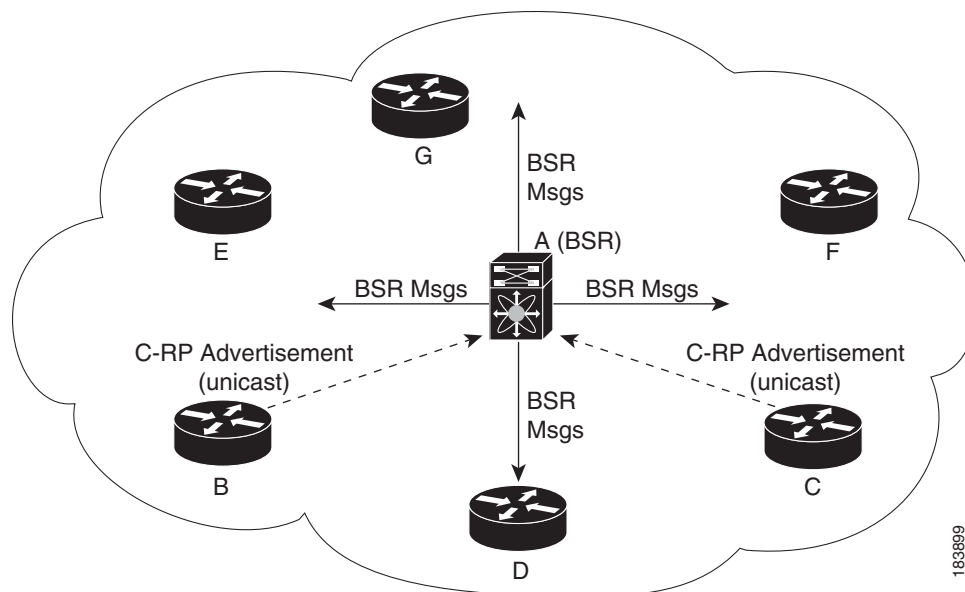 G
BSR
Msgs
E
F
A (BSR)
BSR Msgs
BSR Msgs
C-RP Advertisement
(unicast)
C-RP Advertisement
(unicast)
BSR
Msgs
B
C
D
183899